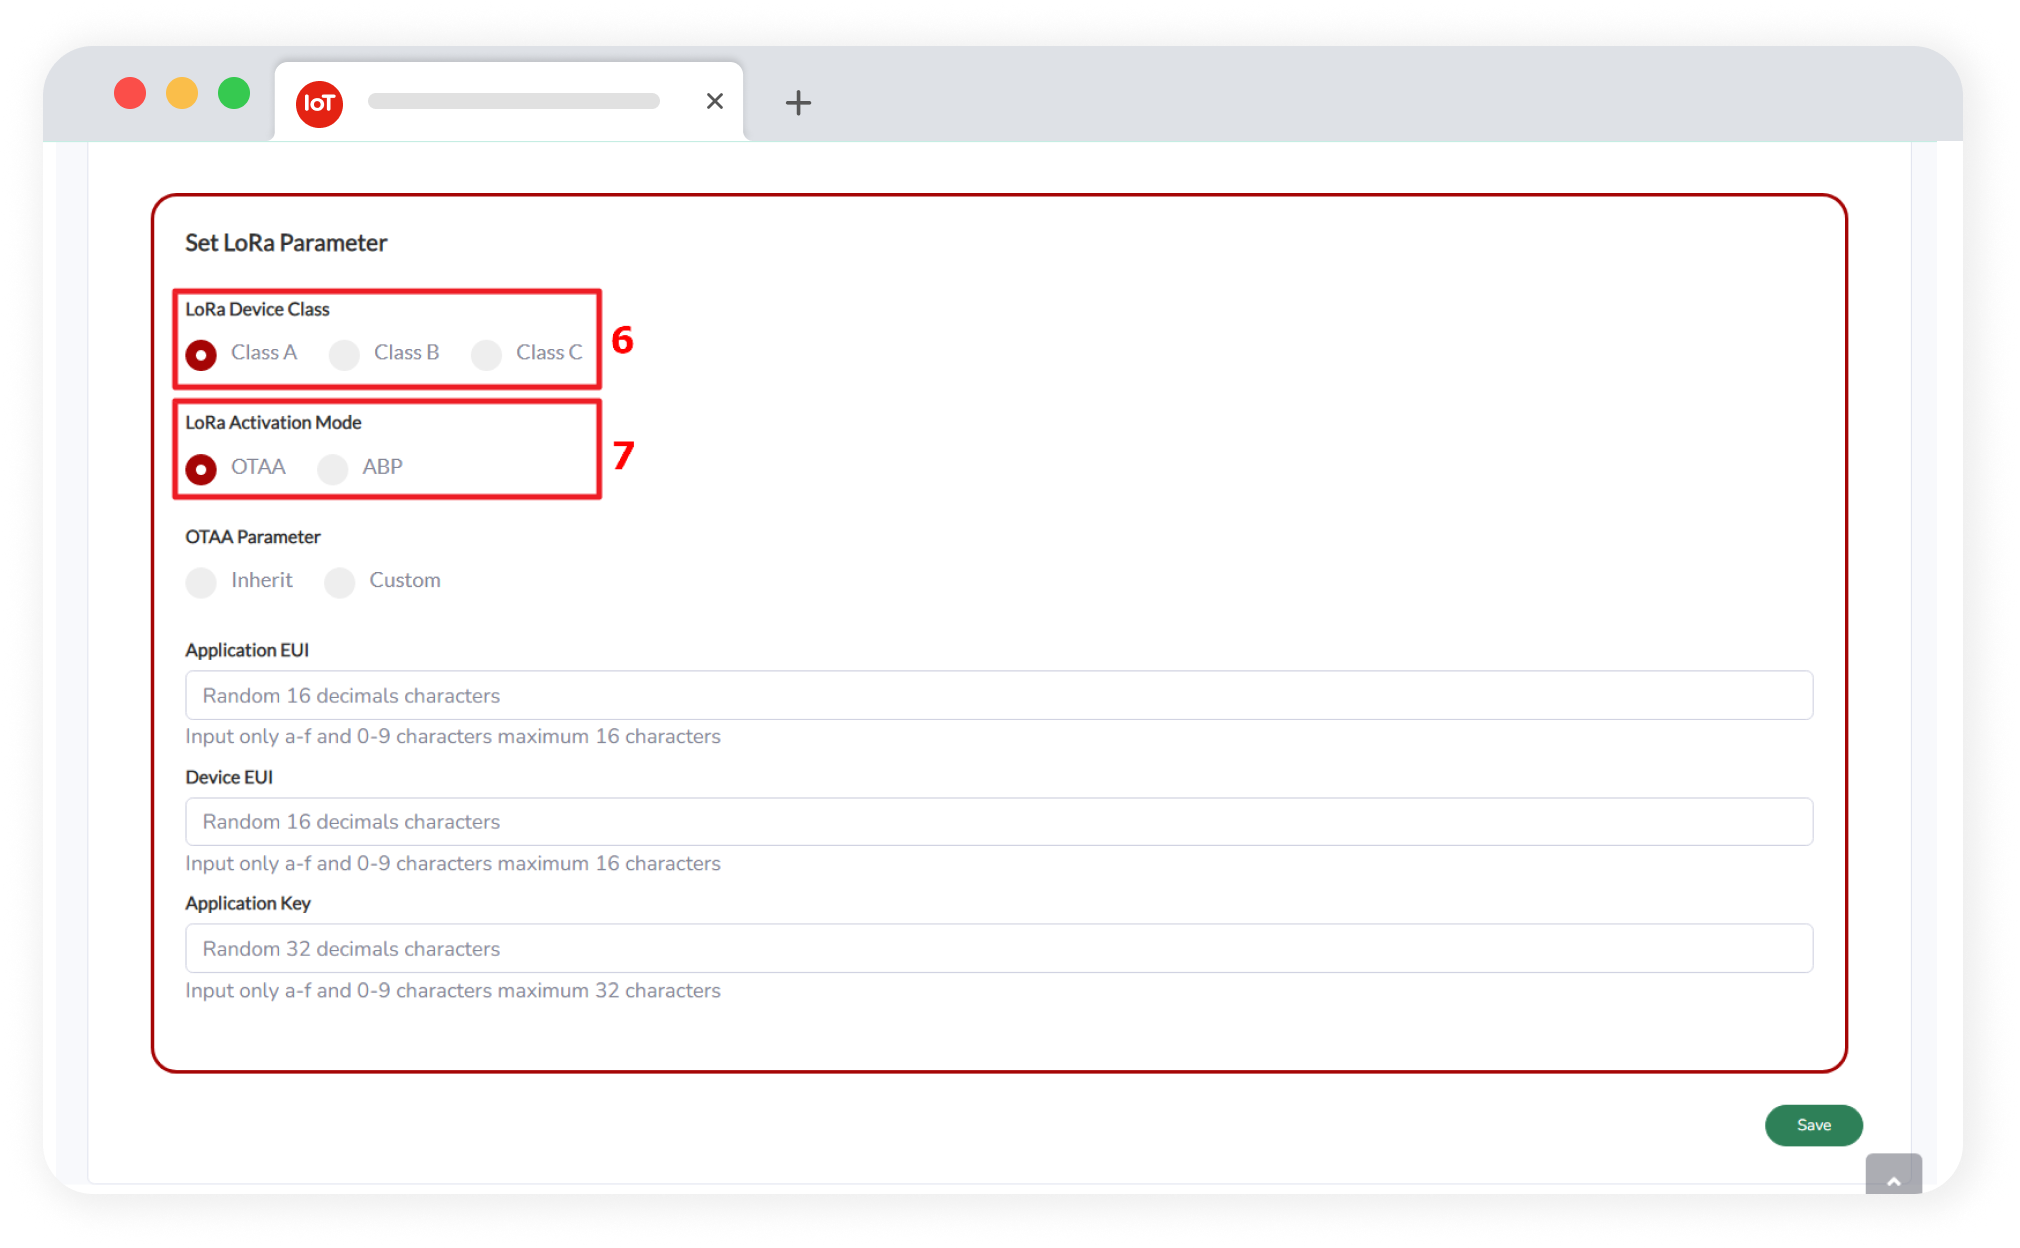 IoT
Set LoRa Parameter
LoRa Device Class
Class A Class B Class C
6
LoRa Activation Mode
OTAA ABP
7
OTAA Parameter
Inherit Custom
Application EUI
Random 16 decimals characters
Input only a-f and 0-9 characters maximum 16 characters
Device EUI
Random 16 decimals characters
Input only a-f and 0-9 characters maximum 16 characters
Application Key
Random 32 decimals characters
Input only a-f and 0-9 characters maximum 32 characters
Save